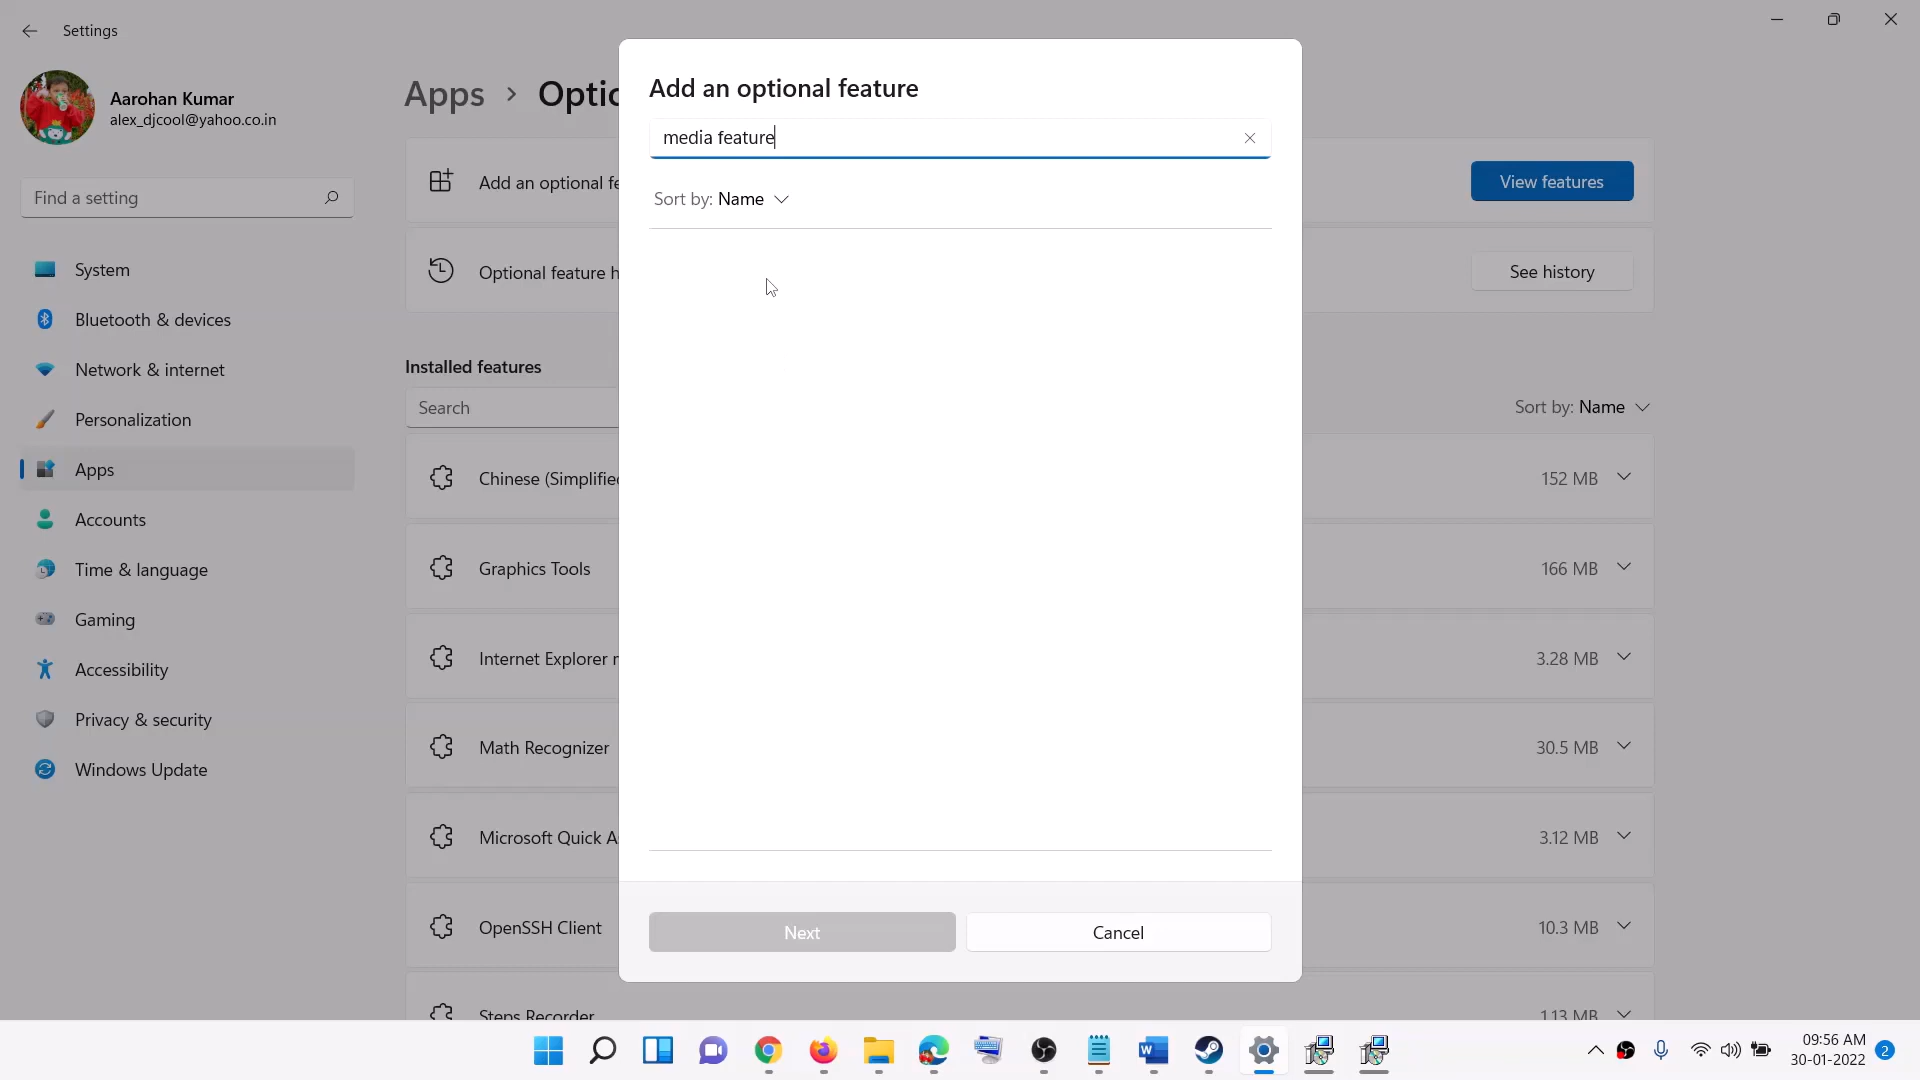 Settings
Aarohan Kumar
alex_djcool@yahoo.co.in
Find a setting
System
Bluetooth & devices
Network & internet
Personalization
Apps
Accounts
Time & language
Gaming
Accessibility
Privacy & security
Windows Update
Apps > Optio
Add an optional fe
View features
Optional feature h
See history
Installed features
Search
Sort by: Name
Chinese (Simplified
152 MB
Graphics Tools
166 MB
Internet Explorer
3.28 MB
Math Recognizer
30.5 MB
Microsoft Quick A
3.12 MB
OpenSSH Client
10.3 MB
Steps Recorder
1.13 MB
Add an optional feature
media feature
Sort by: Name
Next
Cancel
09:56 AM
30-01-2022
2